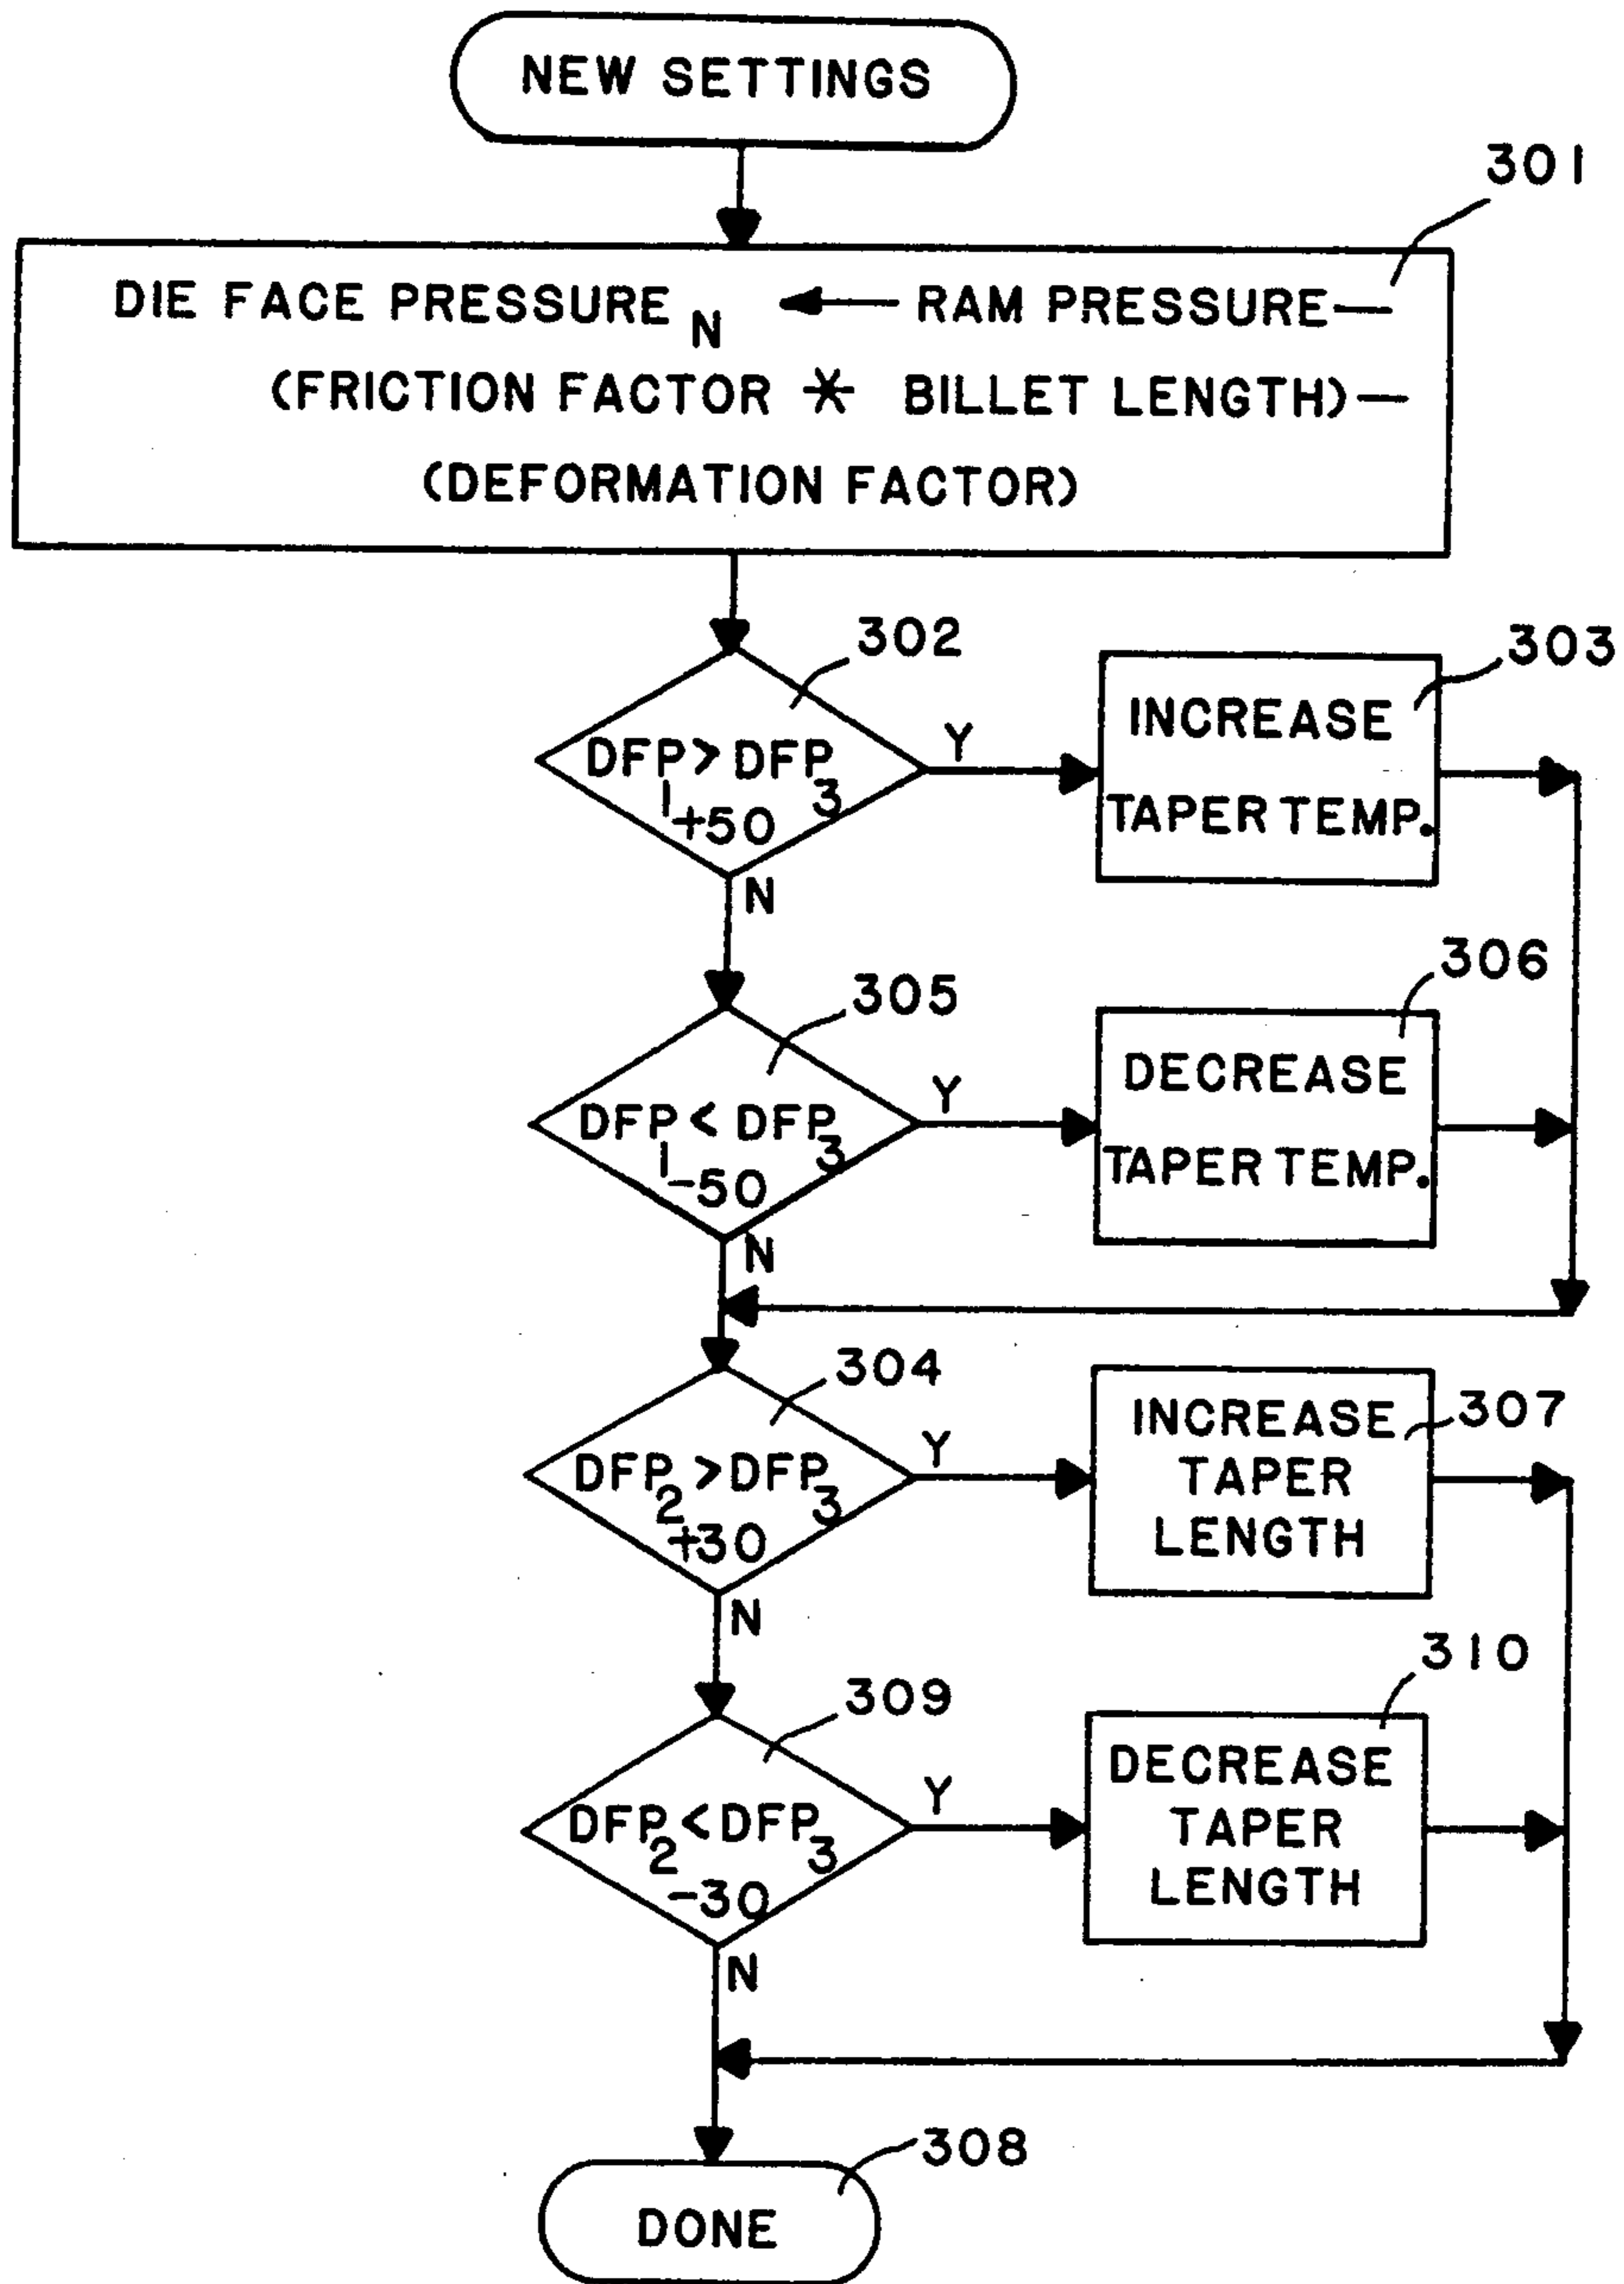 NEW SETTINGS
301
DIE FACE PRESSURE N ← RAM PRESSURE—
(FRICTION FACTOR * BILLET LENGTH)—
(DEFORMATION FACTOR)
302
DFP1 > DFP3
+50
Y
N
303
INCREASE
TAPER TEMP.
305
DFP1 < DFP3
-50
Y
N
306
DECREASE
TAPER TEMP.
304
DFP2 > DFP3
+30
Y
N
307
INCREASE
TAPER
LENGTH
309
DFP2 < DFP3
-30
Y
N
310
DECREASE
TAPER
LENGTH
308
DONE